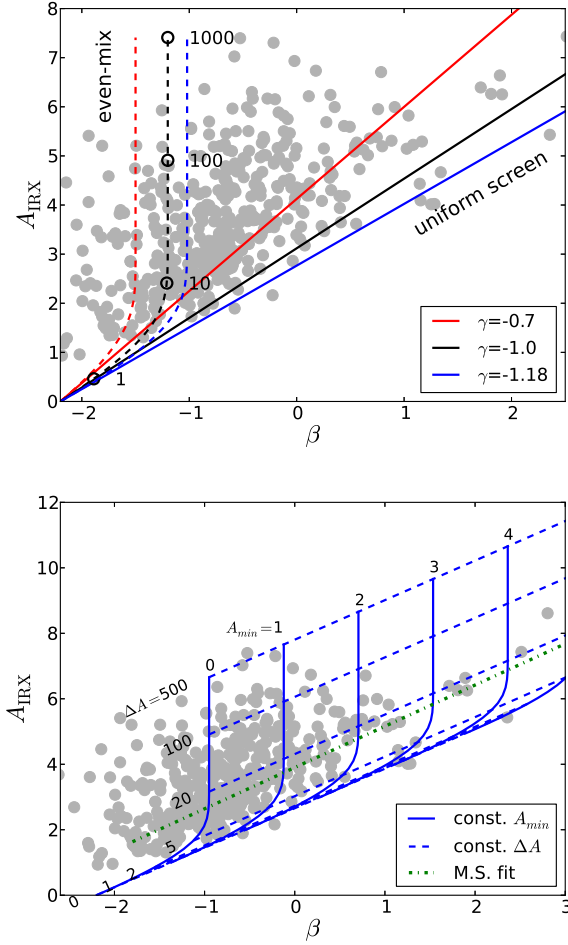 8
7
6
5
4
3
2
1
0
A_IRX
even-mix
1000
100
10
1
uniform screen
γ=-0.7
γ=-1.0
γ=-1.18
−2
−1
0
1
2
β
12
10
8
6
4
2
0
A_IRX
A_min=1
0
2
3
4
ΔA=500
100
20
5
2
1
0
const. A_min
const. ΔA
M.S. fit
−2
−1
0
1
2
3
β